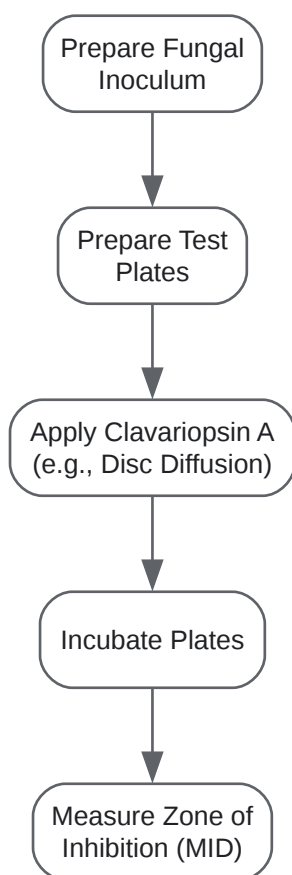 Prepare Fungal
Inoculum
Prepare Test
Plates
Apply Clavariopsin A
(e.g., Disc Diffusion)
Incubate Plates
Measure Zone of
Inhibition (MID)